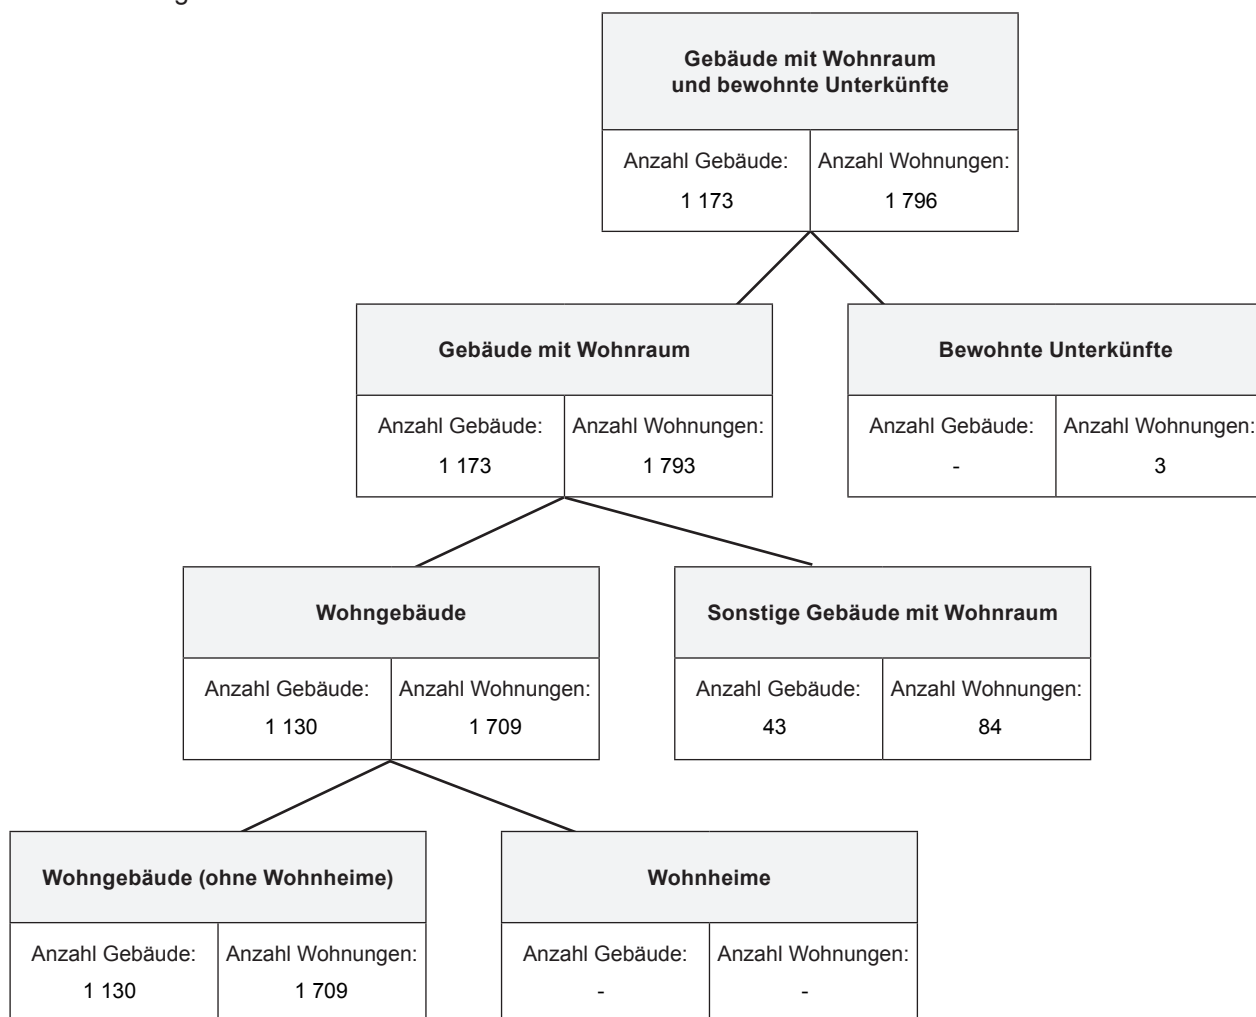 Gebäude mit Wohnraum
und bewohnte Unterkünfte
Anzahl Gebäude:
1 173
Anzahl Wohnungen:
1 796
Gebäude mit Wohnraum
Anzahl Gebäude:
1 173
Anzahl Wohnungen:
1 793
Bewohnte Unterkünfte
Anzahl Gebäude:
-
Anzahl Wohnungen:
3
Wohngebäude
Anzahl Gebäude:
1 130
Anzahl Wohnungen:
1 709
Sonstige Gebäude mit Wohnraum
Anzahl Gebäude:
43
Anzahl Wohnungen:
84
Wohngebäude (ohne Wohnheime)
Anzahl Gebäude:
1 130
Anzahl Wohnungen:
1 709
Wohnheime
Anzahl Gebäude:
-
Anzahl Wohnungen:
-